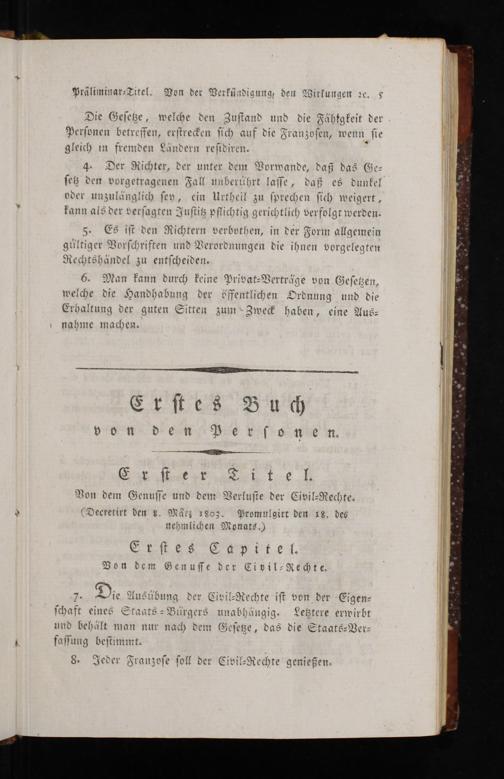 Präliminar-Titel. Von der Verkündigung, den Wirkungen ꝛc. 5
Die Gesetze, welche den Zustand und die Fähigkeit der
Personen betreffen, erstrecken sich auf die Franzosen, wenn sie
gleich in fremden Ländern residiren.
4. Der Richter, der unter dem Vorwande, daß das Ge-
setz den vorgetragenen Fall unberührt lasse, daß es dunkel
oder unzulänglich sey, ein Urtheil zu sprechen sich weigert,
kann als der versagten Justitz pflichtig gerichtlich verfolgt werden.
5. Es ist den Richtern verbothen, in der Form allgemein
gültiger Vorschriften und Verordnungen die ihnen vorgelegten
Rechtshändel zu entscheiden.
6. Man kann durch keine Privat-Verträge von Gesetzen,
welche die Handhabung der öffentlichen Ordnung und die
Erhaltung der guten Sitten zum Zweck haben, eine Aus-
nahme machen.
Erstes Buch
von den Personen.
Erster Titel.
Von dem Genusse und dem Verluste der Civil-Rechte.
(Decretirt den 8. März 1803. Promulgirt den 18. des
nehmlichen Monats.)
Erstes Capitel.
Von dem Genusse der Civil-Rechte.
7. Die Ausübung der Civil-Rechte ist von der Eigen-
schaft eines Staats-Bürgers unabhängig. Letztere erwirbt
und behält man nur nach dem Gesetze, das die Staats-Ver-
fassung bestimmt.
8. Jeder Franzose soll der Civil-Rechte genießen.